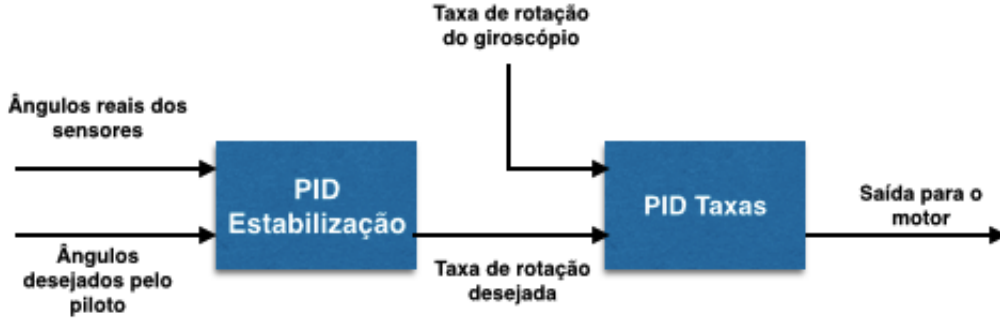 Taxa de rotação
do giroscópio
Ângulos reais dos
sensores
PID
Estabilização
Ângulos
desejados pelo
piloto
Taxa de rotação
desejada
PID Taxas
Saída para o
motor